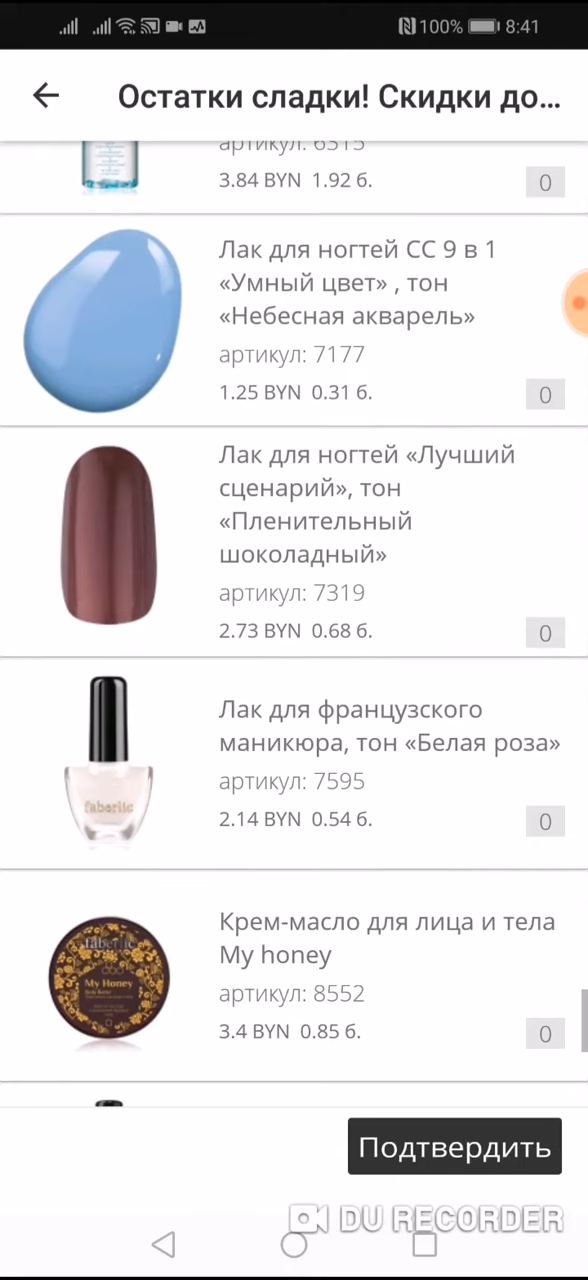 100% 8:41
Остатки сладки! Скидки до...
артикул: 6315
3.84 BYN 1.92 б.
0
Лак для ногтей СС 9 в 1
«Умный цвет» , тон
«Небесная акварель»
артикул: 7177
1.25 BYN 0.31 б.
0
Лак для ногтей «Лучший
сценарий», тон
«Пленительный
шоколадный»
артикул: 7319
2.73 BYN 0.68 б.
0
Лак для французского
маникюра, тон «Белая роза»
артикул: 7595
2.14 BYN 0.54 б.
0
faberlic
Крем-масло для лица и тела
My honey
артикул: 8552
3.4 BYN 0.85 б.
0
faberlic
My Honey
Body Butter
Подтвердить
DU RECORDER